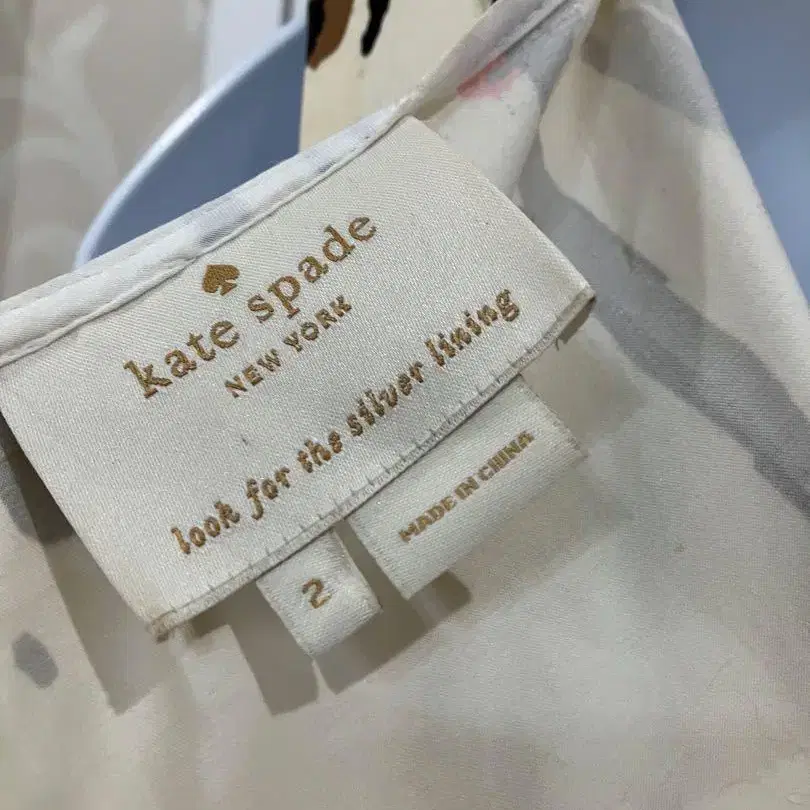 kate spade
NEW YORK
look for the silver lining
2
MADE IN CHINA